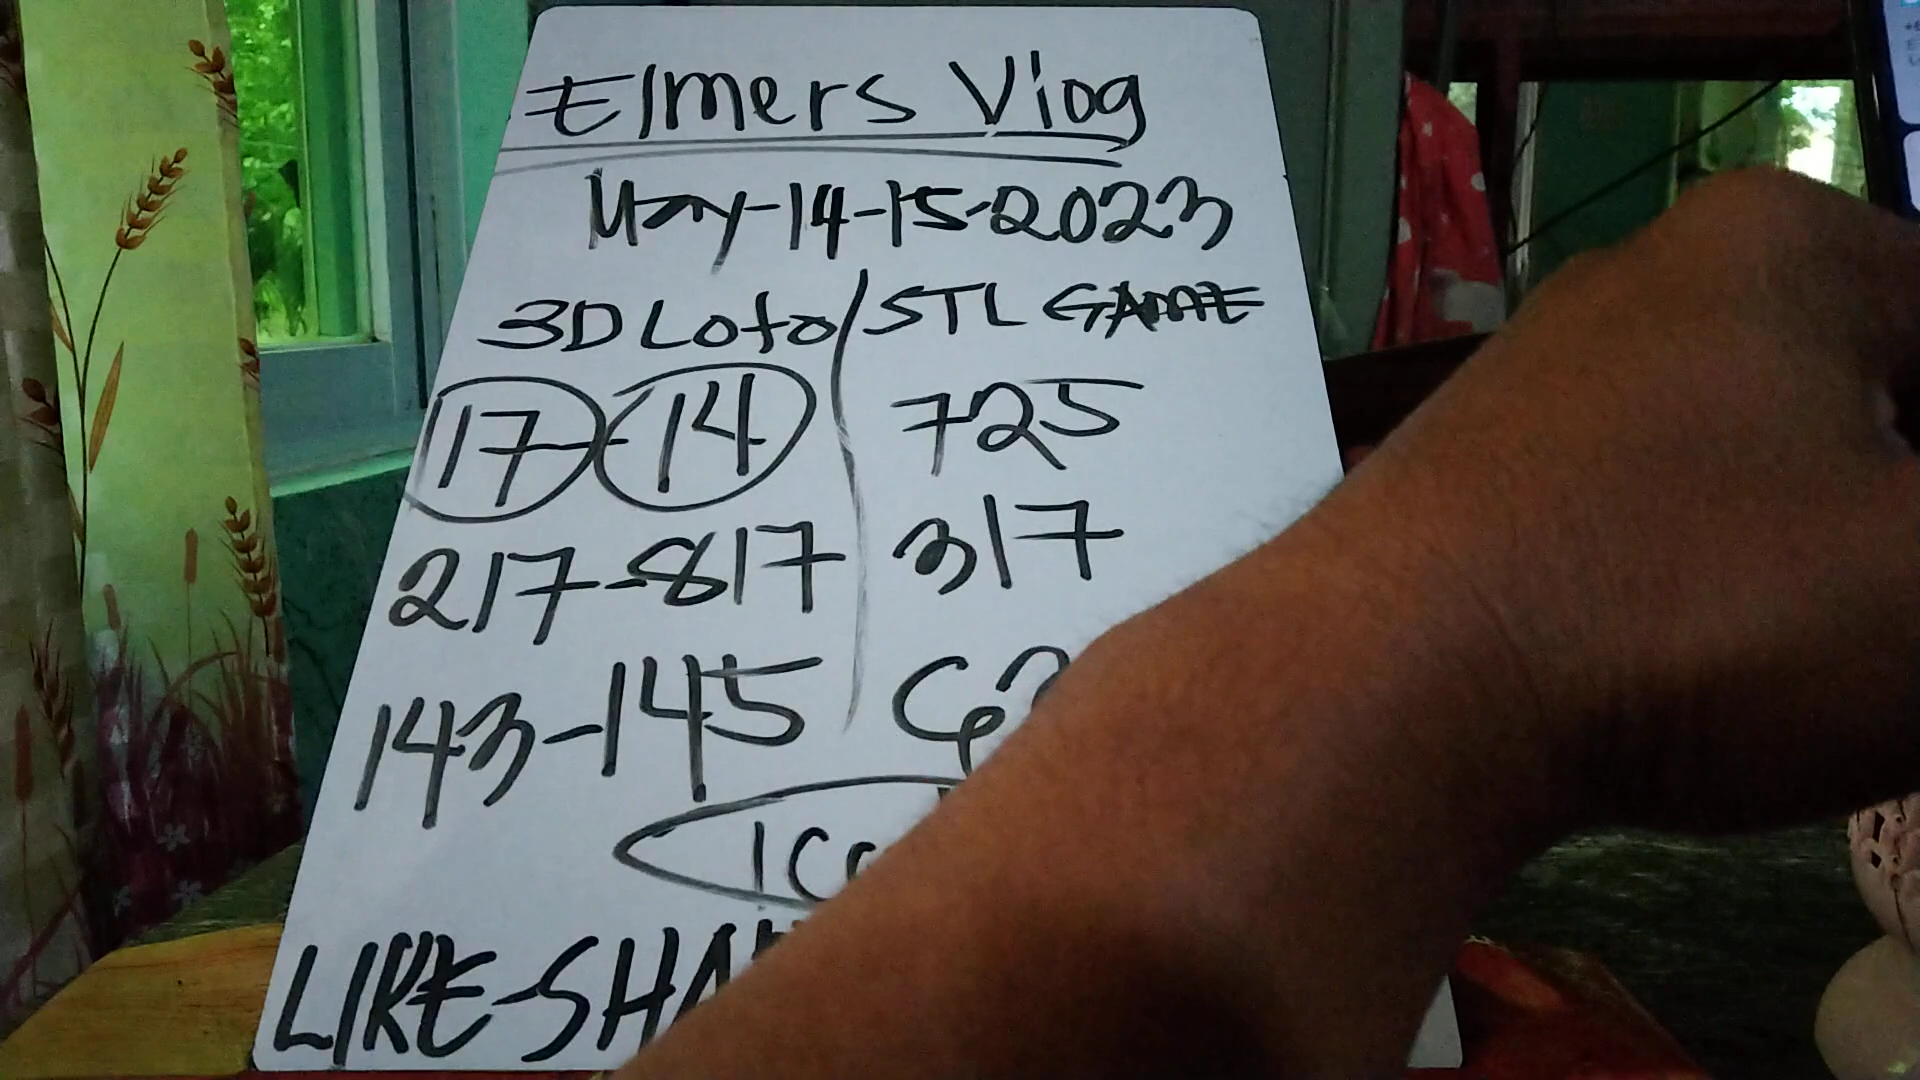 Elmers Vlog
May-14-15-2023
3D Loto/STL GAME
17-14 725
217-817 317
143-145
LIKE-